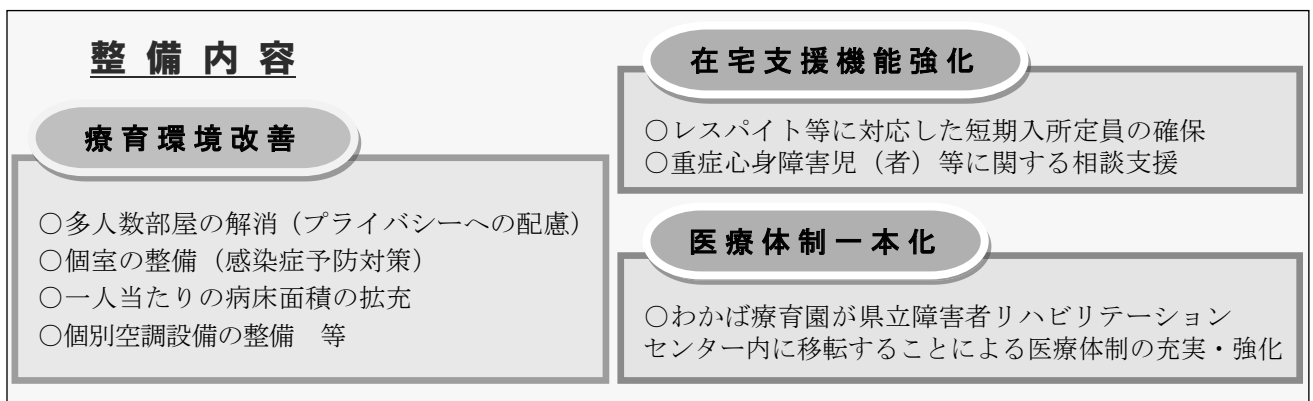 整備内容
療育環境改善
○多人数部屋の解消（プライバシーへの配慮）
○個室の整備（感染症予防対策）
○一人当たりの病床面積の拡充
○個別空調設備の整備　等
在宅支援機能強化
○レスパイト等に対応した短期入所定員の確保
○重症心身障害児（者）等に関する相談支援
医療体制一本化
○わかば療育園が県立障害者リハビリテーション
センター内に移転することによる医療体制の充実・強化